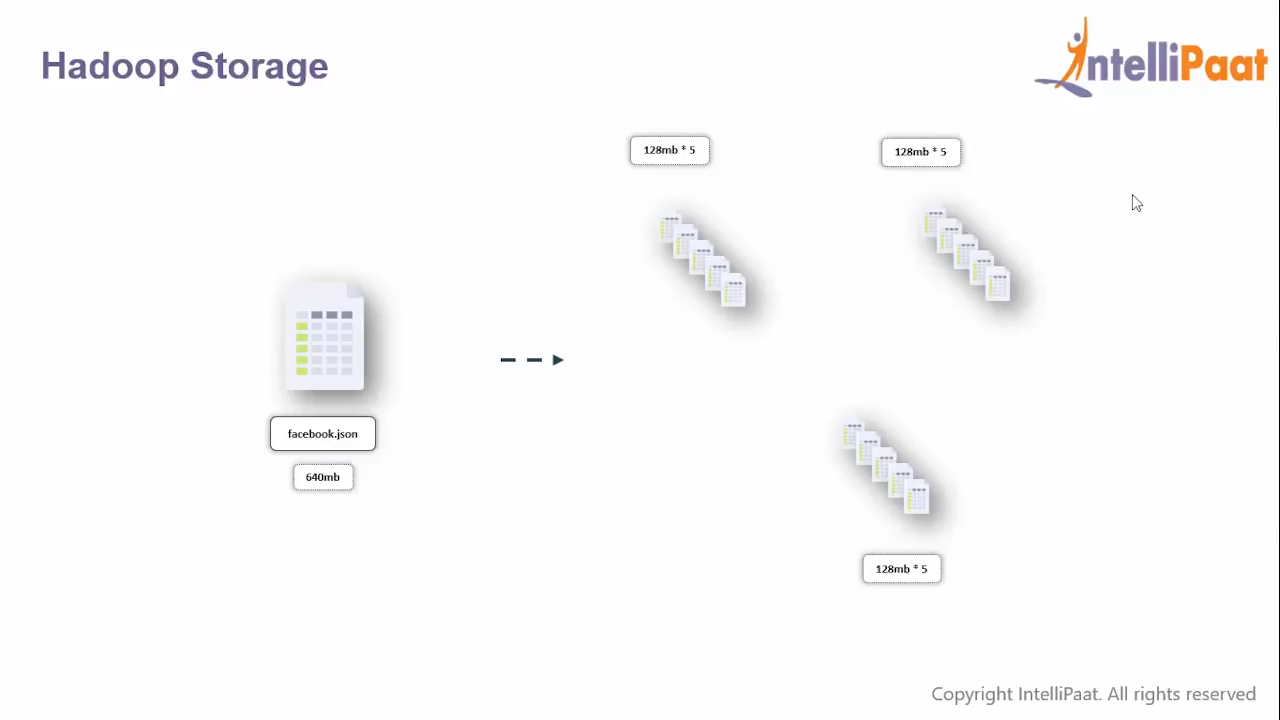 Hadoop Storage
IntelliPaat
128mb * 5
128mb * 5
facebook.json
640mb
128mb * 5
Copyright IntelliPaat. All rights reserved